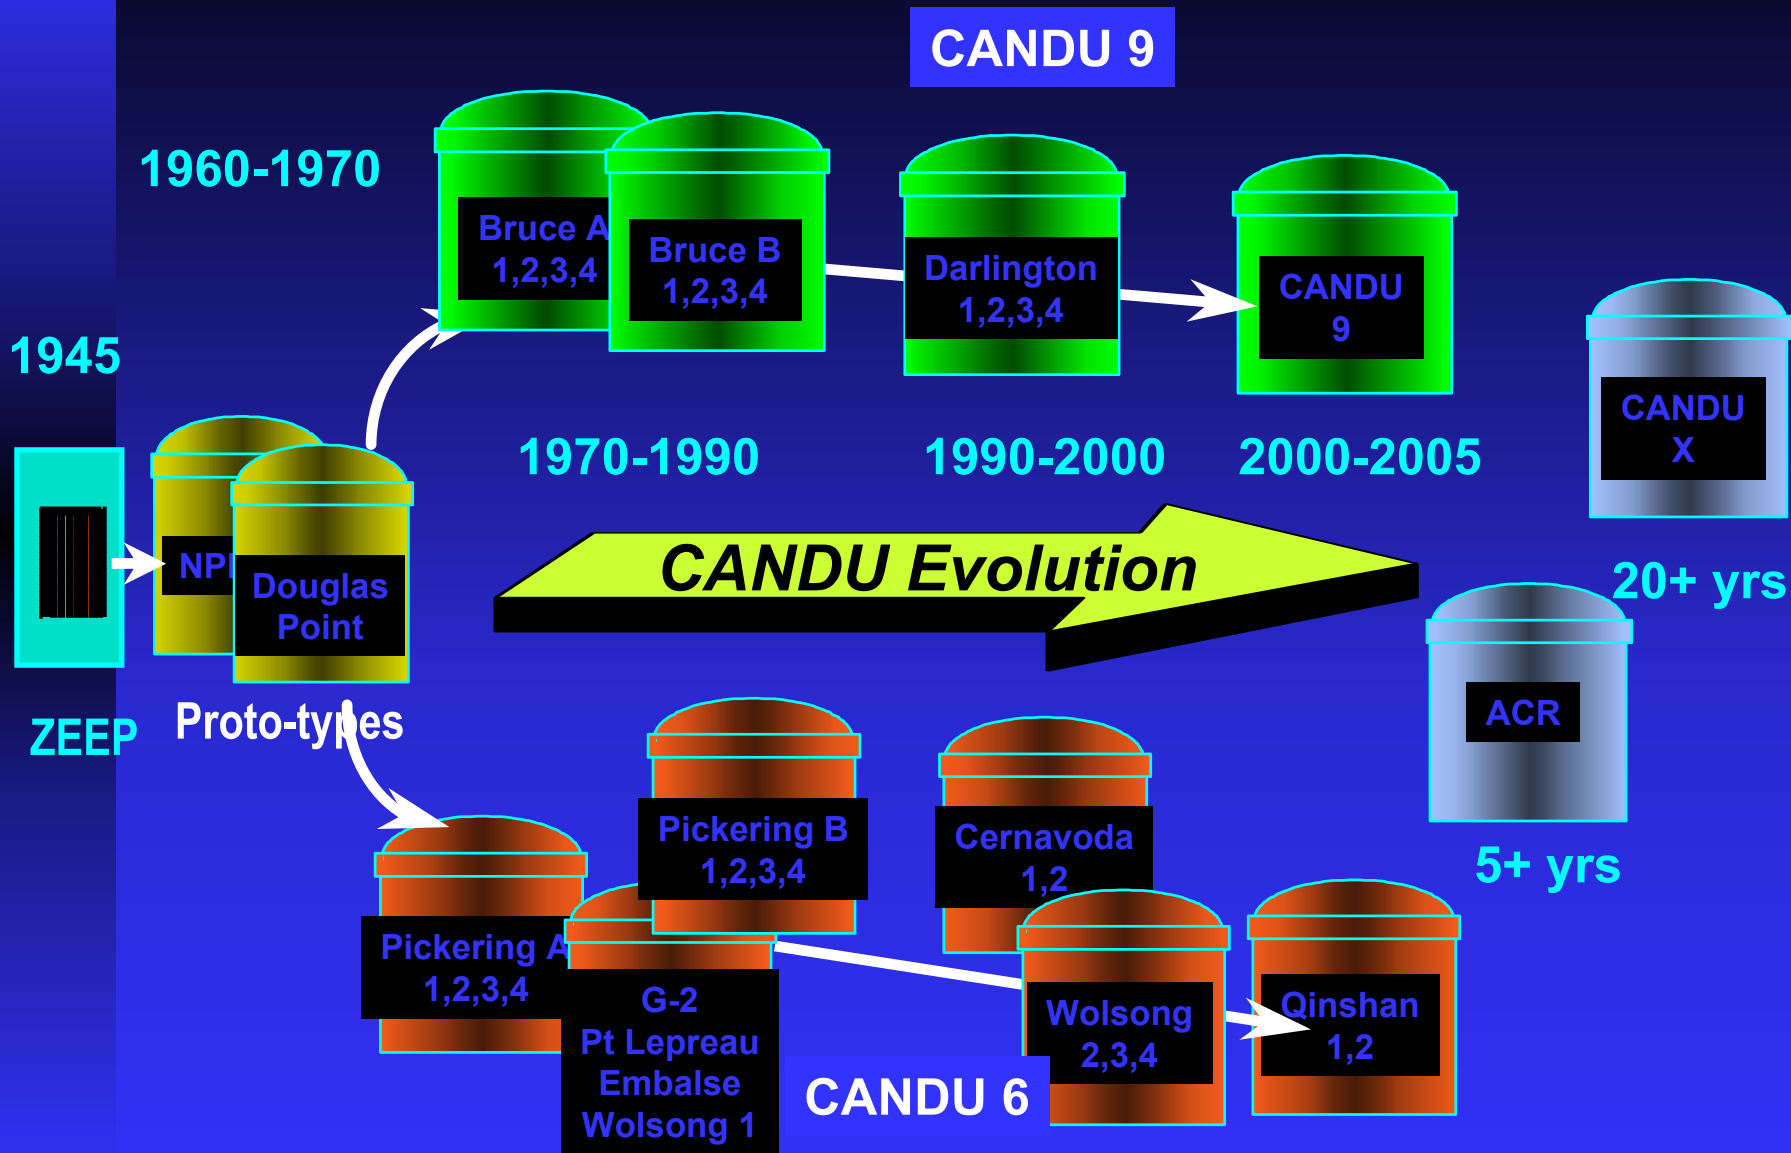 CANDU 9
1960-1970
Bruce A
1,2,3,4
Bruce B
1,2,3,4
Darlington
1,2,3,4
CANDU
9
1945
CANDU
X
1970-1990
1990-2000
2000-2005
CANDU Evolution
20+ yrs
Douglas
Point
ACR
ZEEP
Proto-types
5+ yrs
Pickering B
1,2,3,4
Cernavoda
1,2
Pickering A
1,2,3,4
G-2
Pt Lepreau
Embalse
Wolsong 1
Wolsong
2,3,4
Qinshan
1,2
CANDU 6